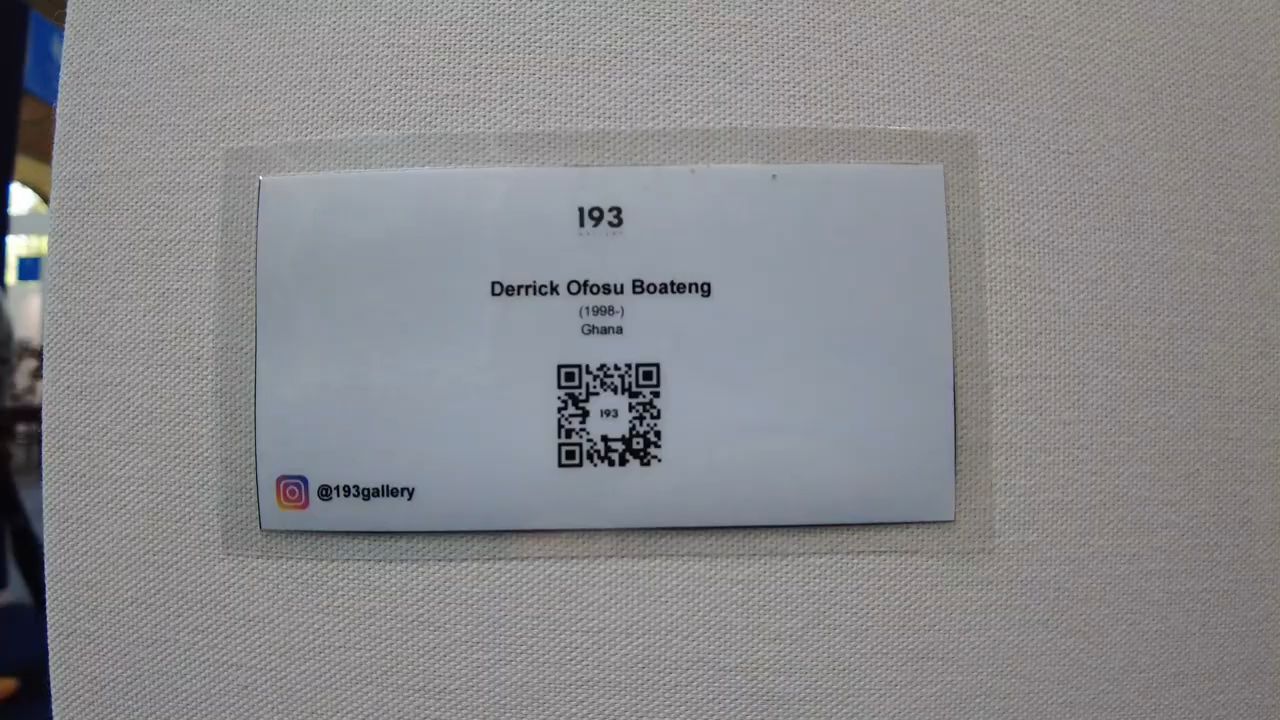 193
Derrick Ofosu Boateng
(1998-)
Ghana
193
@193gallery